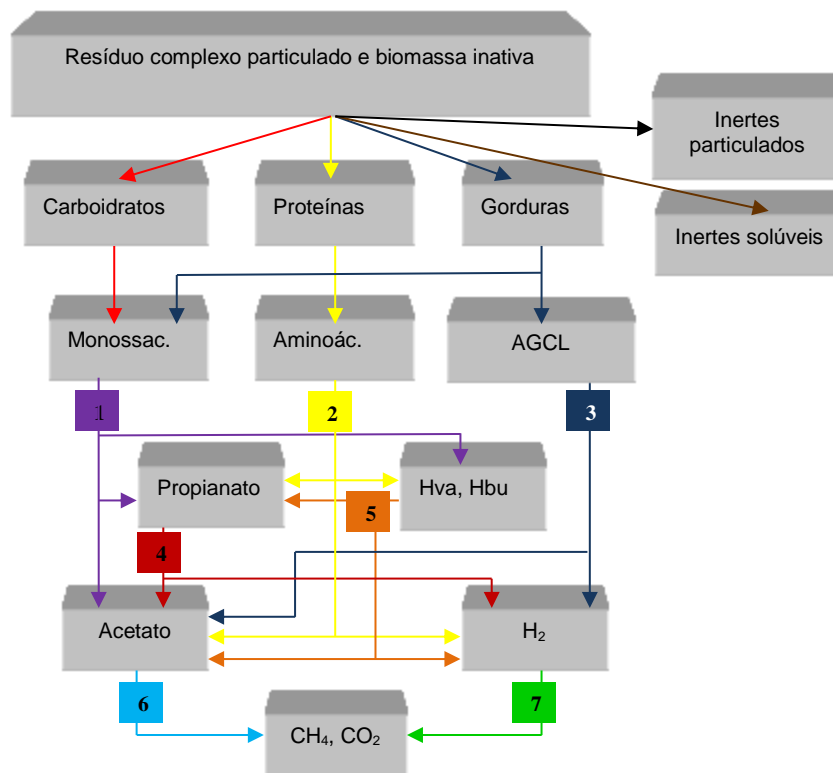 Resíduo complexo particulado e biomassa inativa
Inertes
particulados
Carboidratos
Proteínas
Gorduras
Inertes solúveis
Monossac.
Aminoác.
AGCL
1
2
3
Propianato
Hva, Hbu
5
4
Acetato
H₂
6
7
CH₄, CO₂